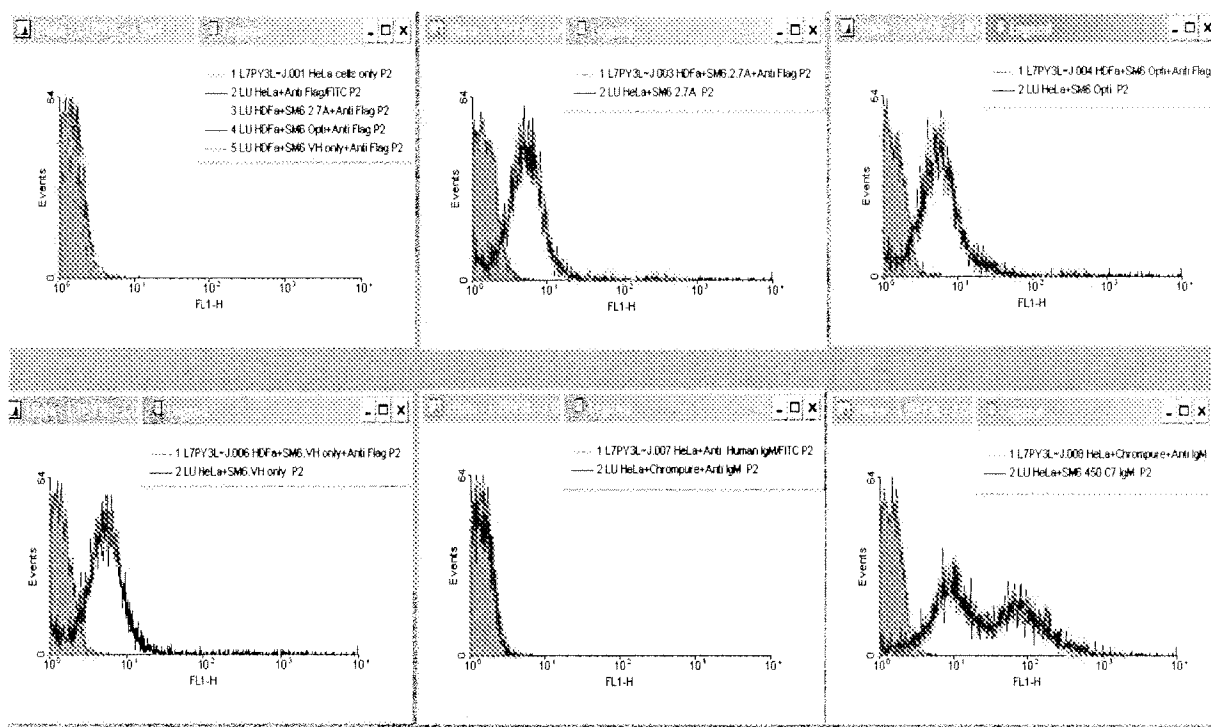 1 L7PY3L~J.001 HeLa cells only P2
2 LU HeLa+Anti Flag/FITC P2
3 LU HDFa+SM6 2.7A+Anti Flag P2
4 LU HDFa+SM6 Opti+Anti Flag P2
5 LU HDFa+SM6 VH only+Anti Flag P2
64
Events
0
10⁰ 10¹ 10² 10³ 10⁴
FL1-H
1 L7PY3L~J.003 HDFa+SM6.2.7A+Anti Flag P2
2 LU HeLa+SM6 2.7A P2
64
Events
0
10⁰ 10¹ 10² 10³ 10⁴
FL1-H
1 L7PY3L~J.004 HDFa+SM6 Opti+Anti Flag
2 LU HeLa+SM6 Opti P2
64
Events
0
10⁰ 10¹ 10² 10³ 10⁴
FL1-H
1 L7PY3L~J.006 HDFa+SM6.VH only+Anti Flag P2
2 LU HeLa+SM6.VH only P2
64
Events
0
10⁰ 10¹ 10² 10³ 10⁴
FL1-H
1 L7PY3L~J.007 HeLa+Anti Human IgM/FITC P2
2 LU HeLa+Chrompure+Anti IgM P2
64
Events
0
10⁰ 10¹ 10² 10³ 10⁴
FL1-H
1 L7PY3L~J.008 HeLa+Chrompure+Anti IgM
2 LU HeLa+SM6 450 C7 IgM P2
64
Events
0
10⁰ 10¹ 10² 10³ 10⁴
FL1-H